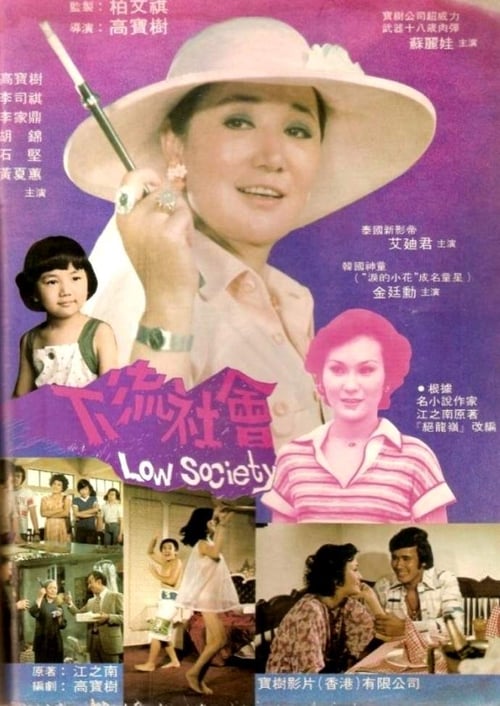 監製：柏文祺
導演：高寶樹
寶樹公司超威力
武器十八歲肉彈
蘇麗娃 主演
高寶樹
李司祺
李家鼎
胡錦
石堅
黃夏蕙
主演
泰國新影帝
艾廸君 主演
韓國神童
(“淚的小花”成名童星)
金廷勳 主演
•根據
名小說作家
江之南原著
『絕龍嶺』改編
下流社會
Low Society
原著：江之南
編劇：高寶樹
寶樹影片(香港)有限公司